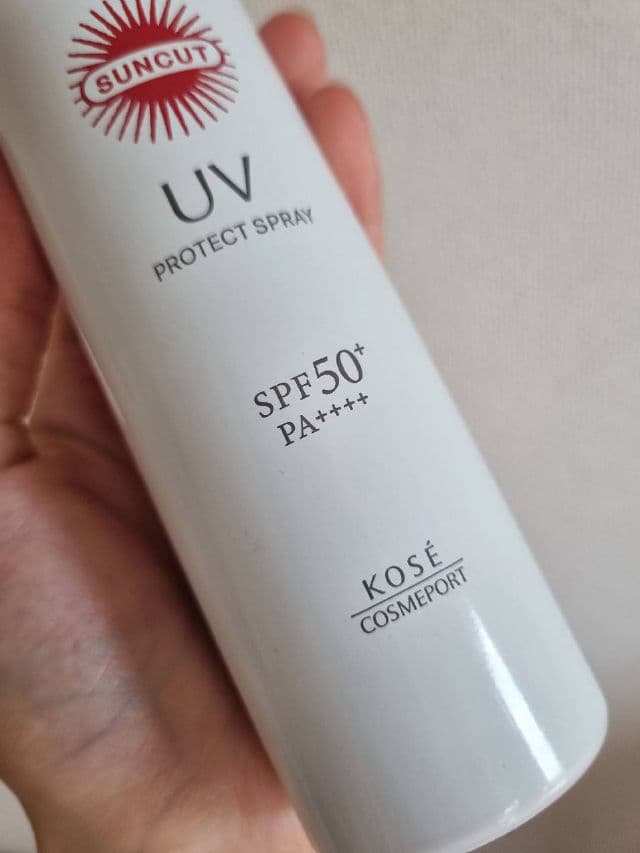 SUNCUT
UV
PROTECT SPRAY
SPF50+
PA++++
KOSÉ
COSMEPORT